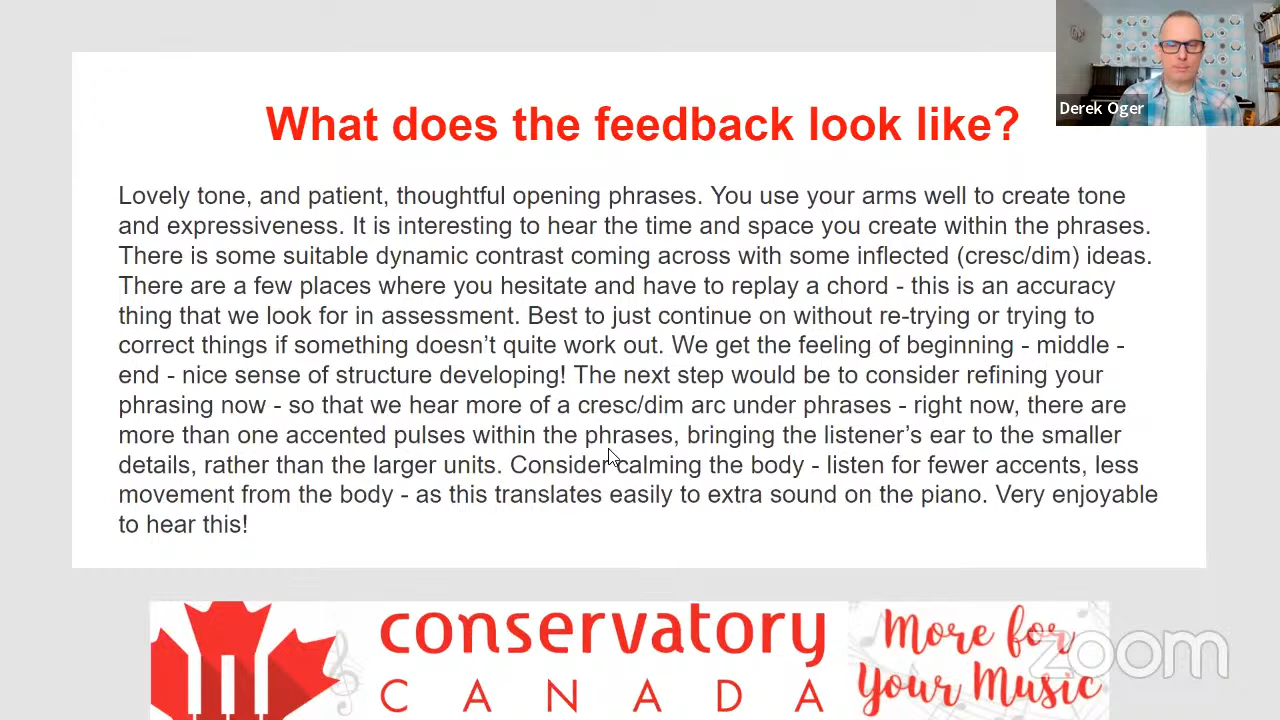 Derek Oger
What does the feedback look like?
Lovely tone, and patient, thoughtful opening phrases. You use your arms well to create tone
and expressiveness. It is interesting to hear the time and space you create within the phrases.
There is some suitable dynamic contrast coming across with some inflected (cresc/dim) ideas.
There are a few places where you hesitate and have to replay a chord - this is an accuracy
thing that we look for in assessment. Best to just continue on without re-trying or trying to
correct things if something doesn’t quite work out. We get the feeling of beginning - middle -
end - nice sense of structure developing! The next step would be to consider refining your
phrasing now - so that we hear more of a cresc/dim arc under phrases - right now, there are
more than one accented pulses within the phrases, bringing the listener’s ear to the smaller
details, rather than the larger units. Consider calming the body - listen for fewer accents, less
movement from the body - as this translates easily to extra sound on the piano. Very enjoyable
to hear this!
conservatory
CANADA
More for
Your Music
zoom